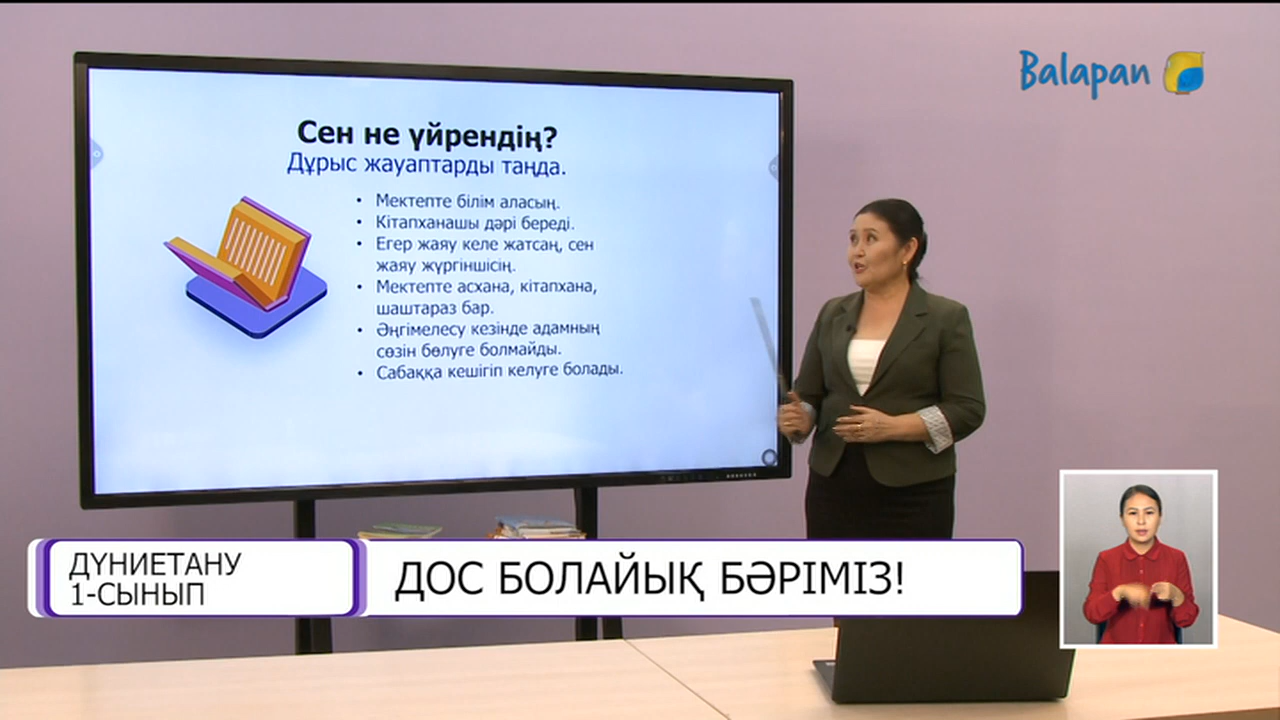 Balapan
Сен не үйрендің?
Дұрыс жауаптарды таңда.
• Мектепте білім аласың.
• Кітапханашы дәрі береді.
• Егер жаяу келе жатсаң, сен
жаяу жүргіншісің.
• Мектепте асхана, кітапхана,
шаштараз бар.
• Әңгімелесу кезінде адамның
сөзін бөлуге болмайды.
• Сабаққа кешігіп келуге болады.
ДҮНИЕТАНУ
1-СЫНЫП
ДОС БОЛАЙЫҚ БӘРІМІЗ!